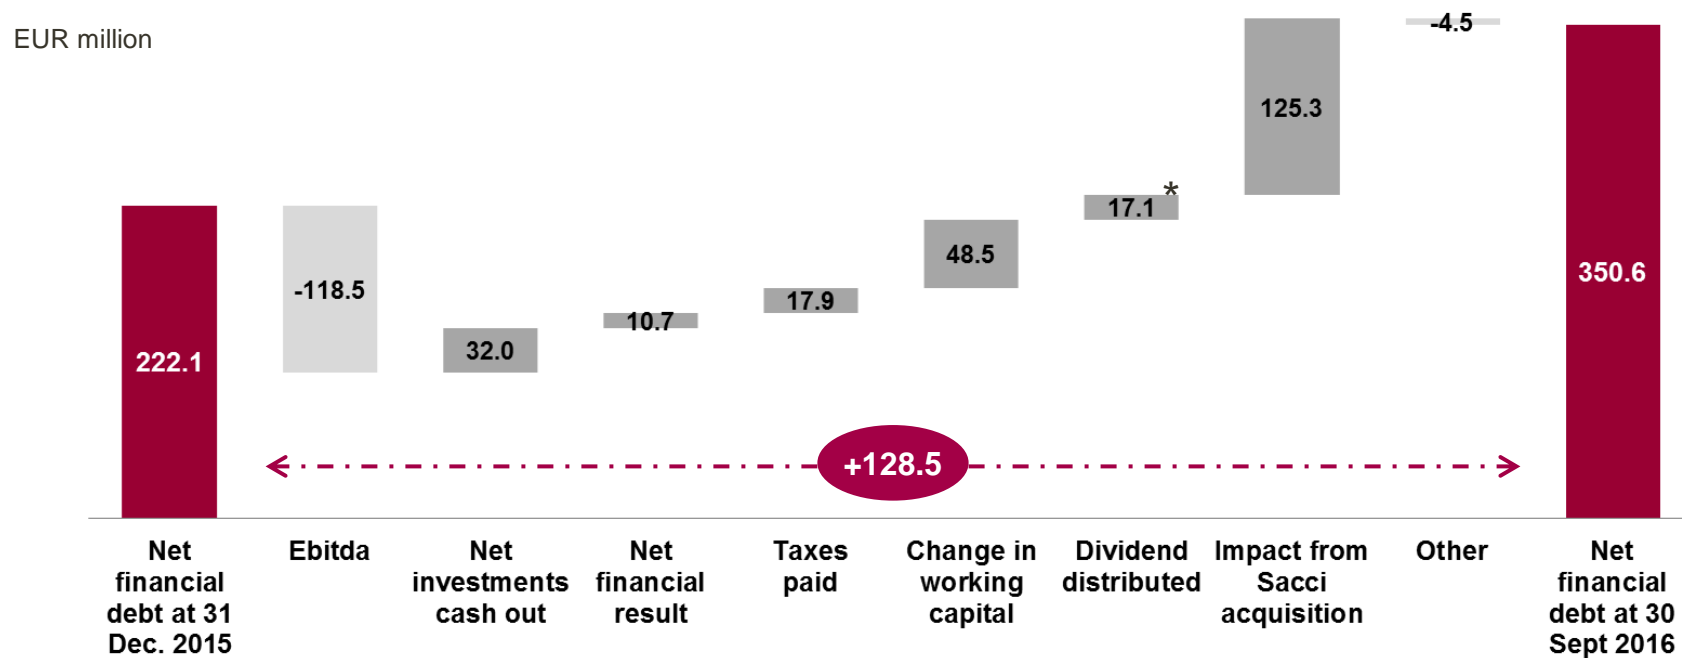 EUR million
-4.5
125.3
*
17.1
48.5
350.6
-118.5
17.9
10.7
32.0
222.1
+128.5
Net
financial
debt at 31
Dec. 2015
Ebitda
Net
investments
cash out
Net
financial
result
Taxes
paid
Change in
working
capital
Dividend
distributed
Impact from
Sacci
acquisition
Other
Net
financial
debt at 30
Sept 2016